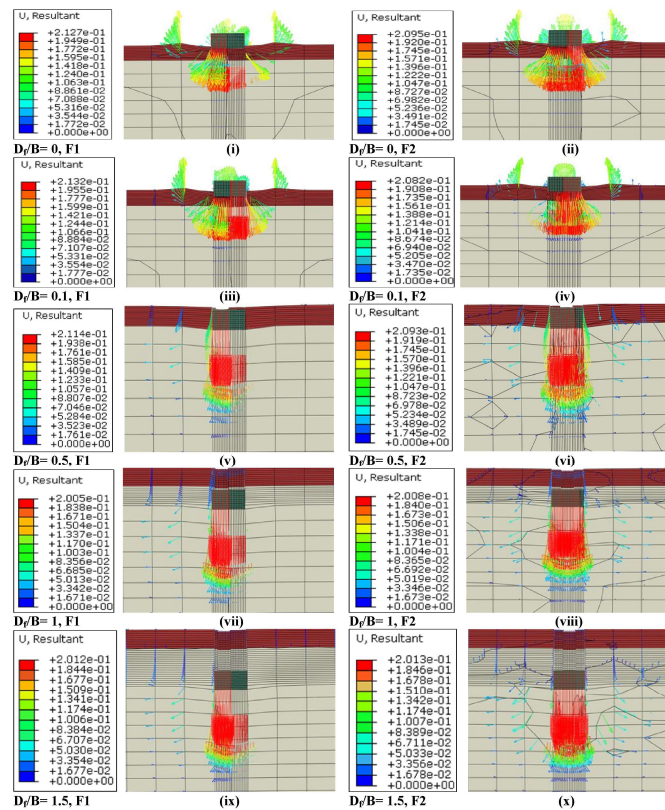 U, Resultant
+2.127e-01
+1.949e-01
+1.772e-01
+1.595e-01
+1.418e-01
+1.240e-01
+1.063e-01
+8.861e-02
+7.088e-02
+5.316e-02
+3.544e-02
+1.772e-02
+0.000e+00
Df/B= 0, F1
(i)
U, Resultant
+2.095e-01
+1.920e-01
+1.745e-01
+1.571e-01
+1.396e-01
+1.222e-01
+1.047e-01
+8.727e-02
+6.982e-02
+5.236e-02
+3.491e-02
+1.745e-02
+0.000e+00
Df/B= 0, F2
(ii)
U, Resultant
+2.132e-01
+1.955e-01
+1.777e-01
+1.599e-01
+1.421e-01
+1.244e-01
+1.066e-01
+8.884e-02
+7.107e-02
+5.331e-02
+3.554e-02
+1.777e-02
+0.000e+00
Df/B= 0.1, F1
(iii)
U, Resultant
+2.082e-01
+1.908e-01
+1.735e-01
+1.561e-01
+1.388e-01
+1.214e-01
+1.041e-01
+8.674e-02
+6.940e-02
+5.205e-02
+3.470e-02
+1.735e-02
+0.000e+00
Df/B= 0.1, F2
(iv)
U, Resultant
+2.114e-01
+1.938e-01
+1.761e-01
+1.585e-01
+1.409e-01
+1.233e-01
+1.057e-01
+8.807e-02
+7.046e-02
+5.284e-02
+3.523e-02
+1.761e-02
+0.000e+00
Df/B= 0.5, F1
(v)
U, Resultant
+2.093e-01
+1.919e-01
+1.745e-01
+1.570e-01
+1.396e-01
+1.221e-01
+1.047e-01
+8.723e-02
+6.978e-02
+5.234e-02
+3.489e-02
+1.745e-02
+0.000e+00
Df/B= 0.5, F2
(vi)
U, Resultant
+2.005e-01
+1.838e-01
+1.671e-01
+1.504e-01
+1.337e-01
+1.170e-01
+1.003e-01
+8.356e-02
+6.685e-02
+5.013e-02
+3.342e-02
+1.671e-02
+0.000e+00
Df/B= 1, F1
(vii)
U, Resultant
+2.008e-01
+1.840e-01
+1.673e-01
+1.506e-01
+1.338e-01
+1.171e-01
+1.004e-01
+8.365e-02
+6.692e-02
+5.019e-02
+3.346e-02
+1.673e-02
+0.000e+00
Df/B= 1, F2
(viii)
U, Resultant
+2.012e-01
+1.844e-01
+1.677e-01
+1.509e-01
+1.341e-01
+1.174e-01
+1.006e-01
+8.384e-02
+6.707e-02
+5.030e-02
+3.354e-02
+1.677e-02
+0.000e+00
Df/B= 1.5, F1
(ix)
U, Resultant
+2.013e-01
+1.846e-01
+1.678e-01
+1.510e-01
+1.342e-01
+1.174e-01
+1.007e-01
+8.389e-02
+6.711e-02
+5.033e-02
+3.356e-02
+1.678e-02
+0.000e+00
Df/B= 1.5, F2
(x)